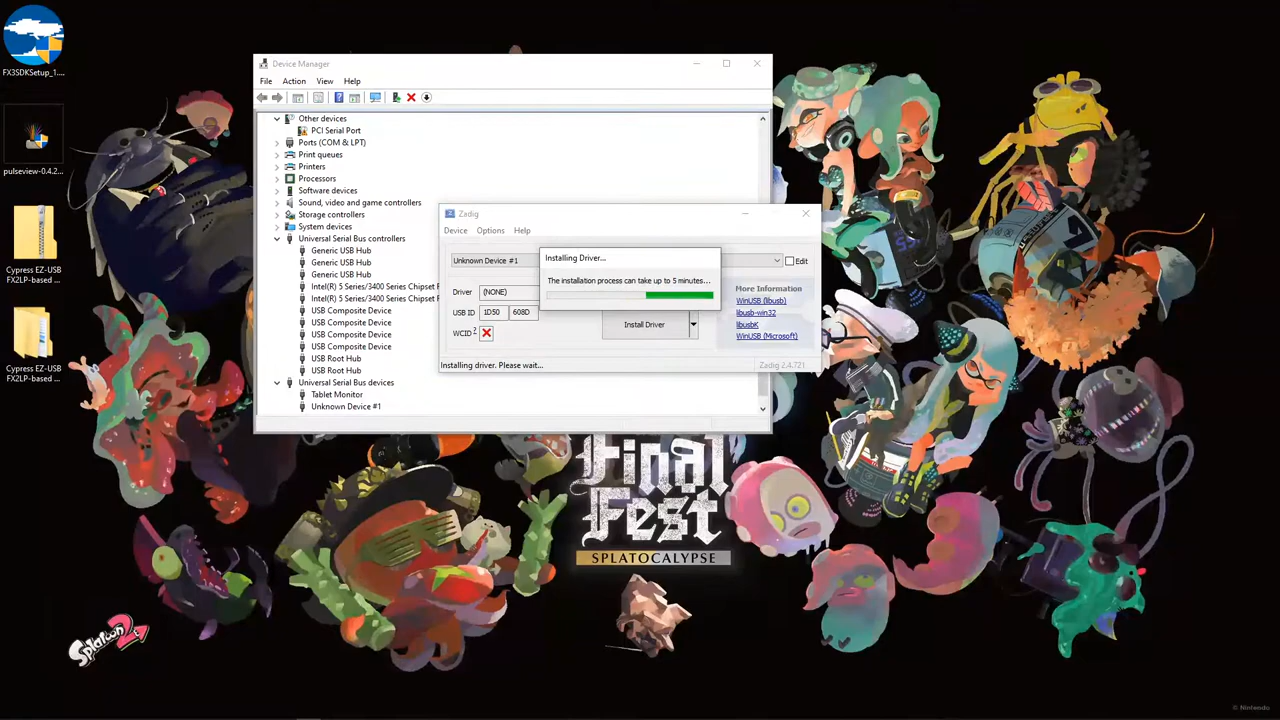 FX3SDKSetup_1....
pulseview-0.4.2...
Cypress EZ-USB
FX2LP-based ...
Cypress EZ-USB
FX2LP-based ...
Device Manager
File Action View Help
Other devices
PCI Serial Port
Ports (COM & LPT)
Print queues
Printers
Processors
Software devices
Sound, video and game controllers
Storage controllers
System devices
Universal Serial Bus controllers
Generic USB Hub
Generic USB Hub
Generic USB Hub
Intel(R) 5 Series/3400 Series Chipset F
Intel(R) 5 Series/3400 Series Chipset F
USB Composite Device
USB Composite Device
USB Composite Device
USB Composite Device
USB Root Hub
USB Root Hub
Universal Serial Bus devices
Tablet Monitor
Unknown Device #1
Zadig
Device Options Help
Unknown Device #1
Edit
Driver (NONE)
USB ID 1D50 608D
WCID ?
Installing Driver...
The installation process can take up to 5 minutes...
Install Driver
More Information
WinUSB (libusb)
libusb-win32
libusbK
WinUSB (Microsoft)
Installing driver. Please wait...
Zadig 2.4.721
Final
Fest
SPLATOCALYPSE
Splatoon 2
© Nintendo